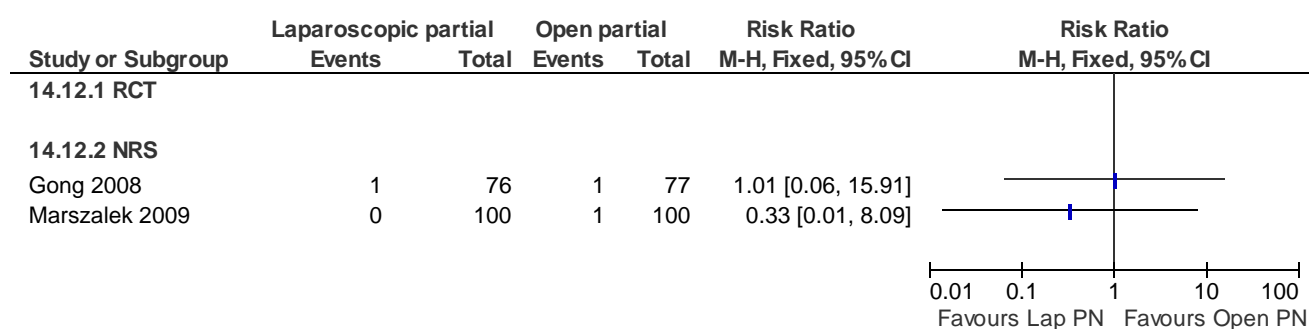 Laparoscopic partial Open partial Risk Ratio Risk Ratio
Study or Subgroup Events Total Events Total M-H, Fixed, 95% CI M-H, Fixed, 95% CI
14.12.1 RCT
14.12.2 NRS
Gong 2008 1 76 1 77 1.01 [0.06, 15.91]
Marszalek 2009 0 100 1 100 0.33 [0.01, 8.09]
0.01 0.1 1 10 100
Favours Lap PN Favours Open PN